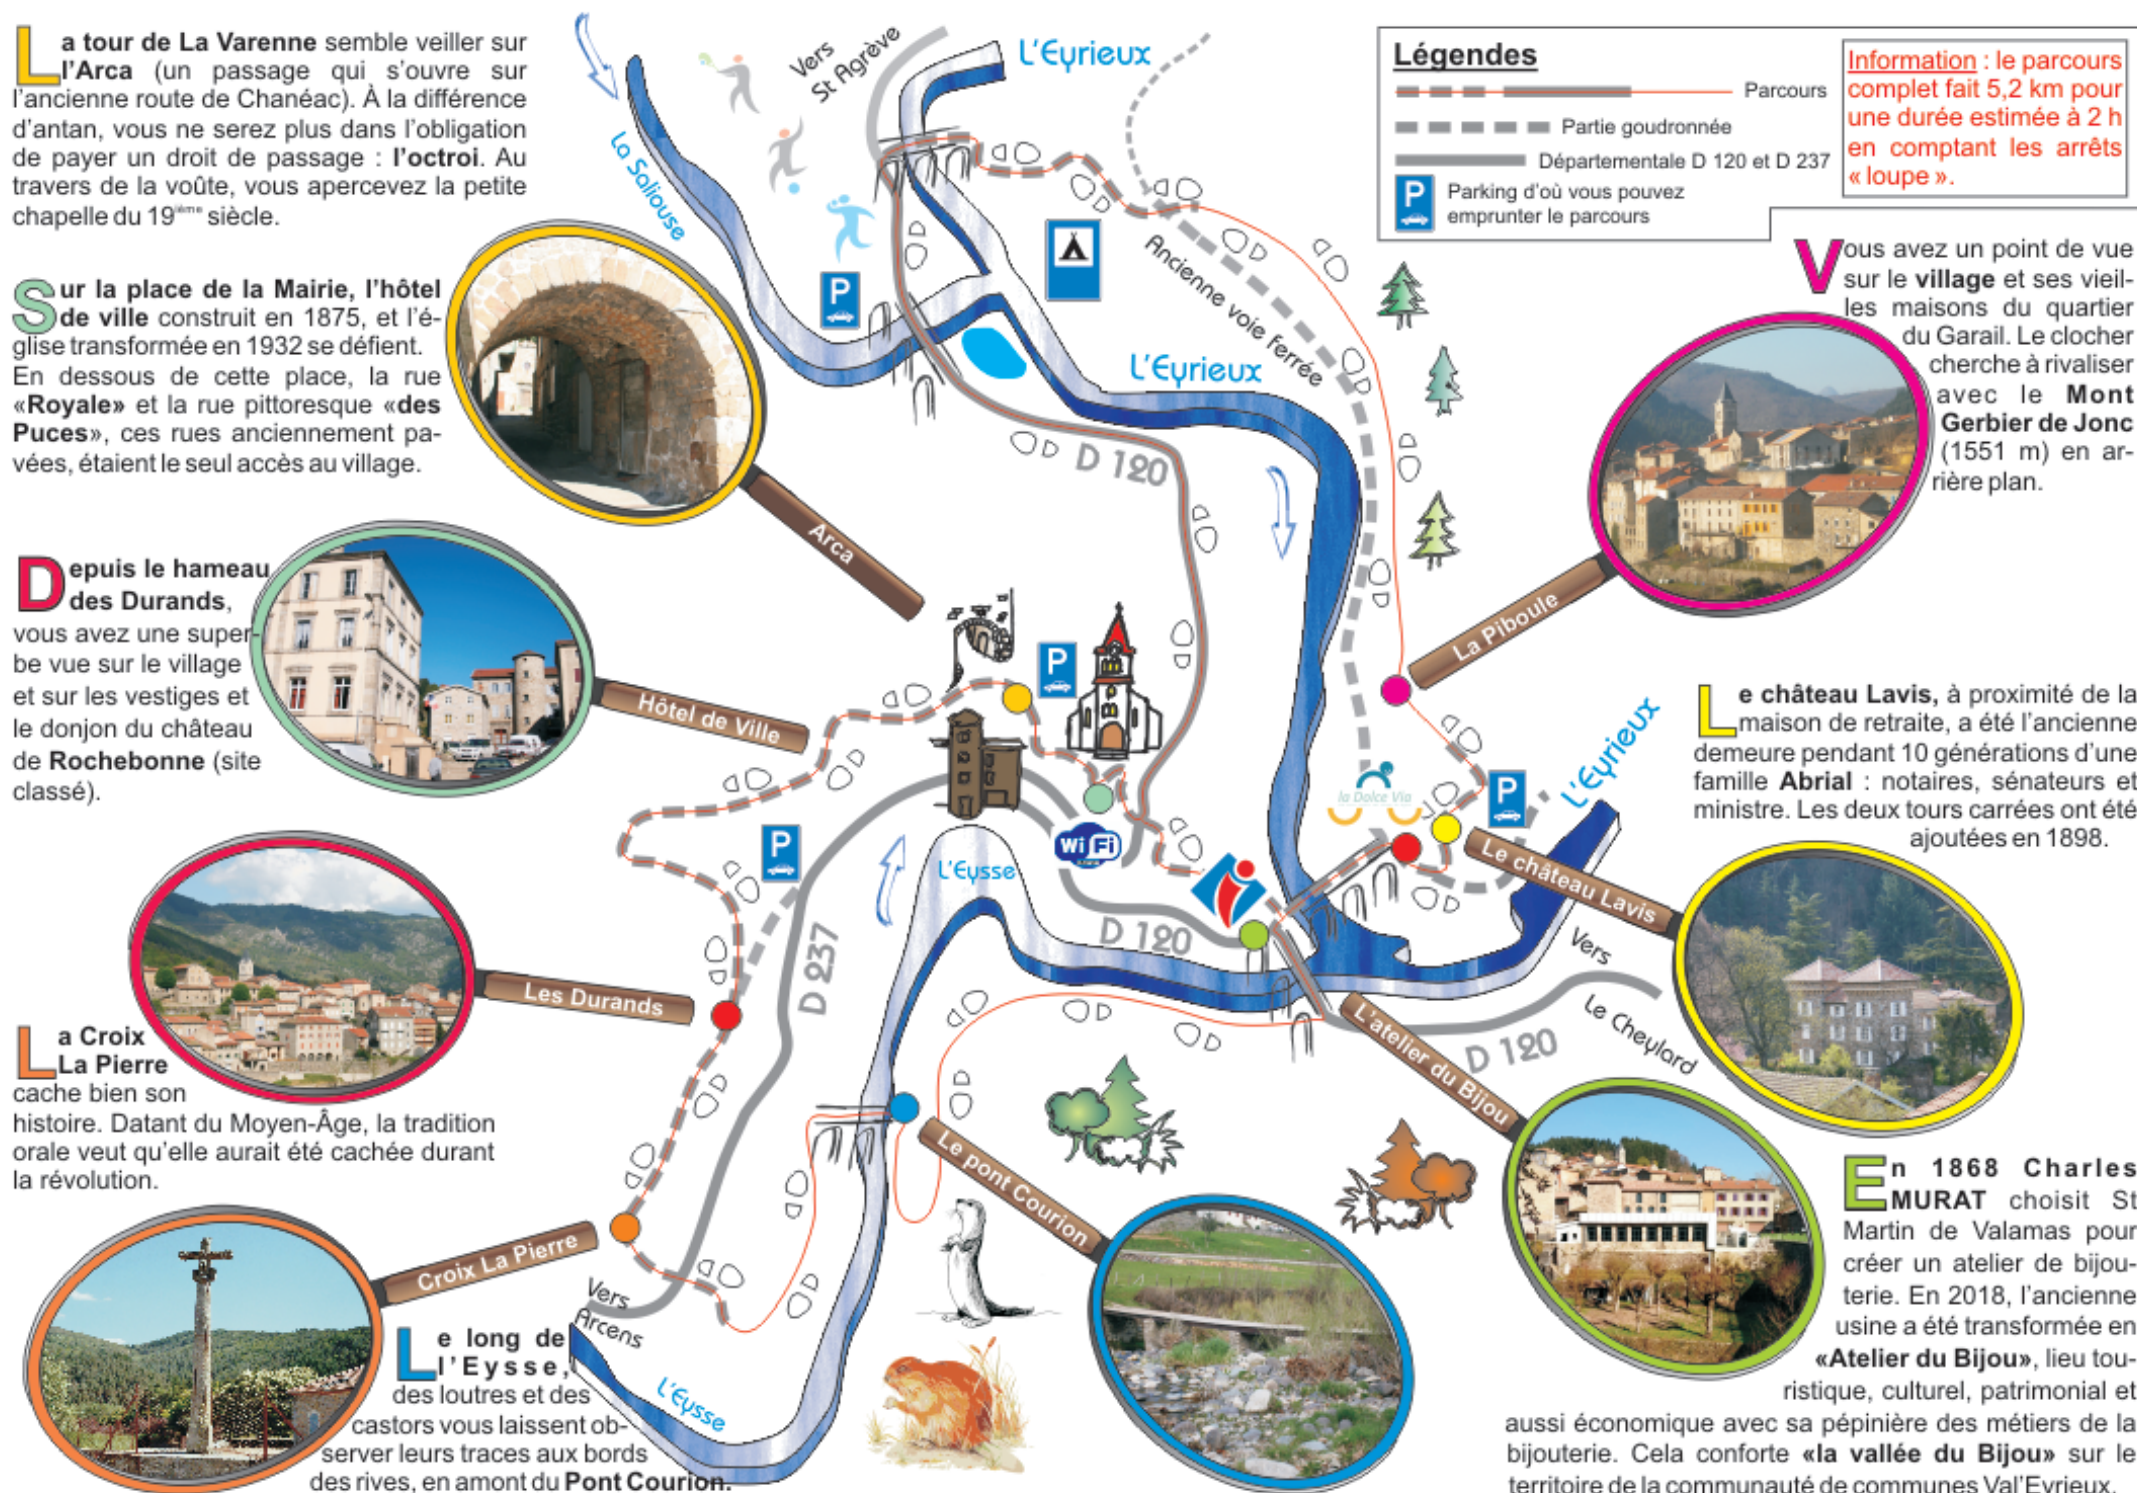 La tour de La Varenne semble veiller sur
l'Arca (un passage qui s'ouvre sur
l'ancienne route de Chanéac). À la différence
d'antan, vous ne serez plus dans l'obligation
de payer un droit de passage : l'octroi. Au
travers de la voûte, vous apercevez la petite
chapelle du 19ième siècle.
Sur la place de la Mairie, l'hôtel
de ville construit en 1875, et l'é-
glise transformée en 1932 se défient.
En dessous de cette place, la rue
«Royale» et la rue pittoresque «des
Puces», ces rues anciennement pa-
vées, étaient le seul accès au village.
Depuis le hameau
des Durands,
vous avez une super-
be vue sur le village
et sur les vestiges et
le donjon du château
de Rochebonne (site
classé).
La Croix
La Pierre
cache bien son
histoire. Datant du Moyen-Âge, la tradition
orale veut qu'elle aurait été cachée durant
la révolution.
Le long de
l'Eysse,
des loutres et des
castors vous laissent ob-
server leurs traces aux bords
des rives, en amont du Pont Courion.
Arca
Hôtel de Ville
Les Durands
Croix La Pierre
Le pont Courion
L'atelier du Bijou
Le château Lavis
La Piboule
Vers
St Agrève
L'Eyrieux
La Saliouse
P
Ancienne voie ferrée
L'Eyrieux
D 120
P
la Dolce Via
P
L'Eyrieux
P
Wi Fi
L'Eysse
D 237
D 120
Vers
Le Cheylard
D 120
Vers
Arcens
L'Eysse
Légendes
Parcours
Partie goudronnée
Départementale D 120 et D 237
P
Parking d'où vous pouvez
emprunter le parcours
Information : le parcours
complet fait 5,2 km pour
une durée estimée à 2 h
en comptant les arrêts
« loupe ».
Vous avez un point de vue
sur le village et ses vieil-
les maisons du quartier
du Garail. Le clocher
cherche à rivaliser
avec le Mont
Gerbier de Jonc
(1551 m) en ar-
rière plan.
Le château Lavis, à proximité de la
maison de retraite, a été l'ancienne
demeure pendant 10 générations d'une
famille Abrial : notaires, sénateurs et
ministre. Les deux tours carrées ont été
ajoutées en 1898.
En 1868 Charles
MURAT choisit St
Martin de Valamas pour
créer un atelier de bijou-
terie. En 2018, l'ancienne
usine a été transformée en
«Atelier du Bijou», lieu tou-
ristique, culturel, patrimonial et
aussi économique avec sa pépinière des métiers de la
bijouterie. Cela conforte «la vallée du Bijou» sur le
territoire de la communauté de communes Val'Eyrieux.